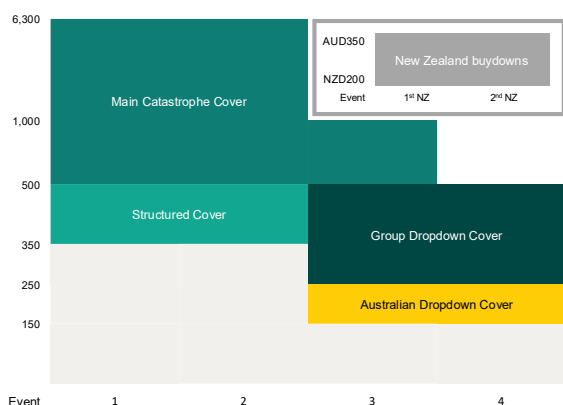 6,300
AUD350
New Zealand buydowns
NZD200
Event 1st NZ 2nd NZ
Main Catastrophe Cover
1,000
500
Structured Cover
Group Dropdown Cover
350
250
Australian Dropdown Cover
150
Event 1 2 3 4